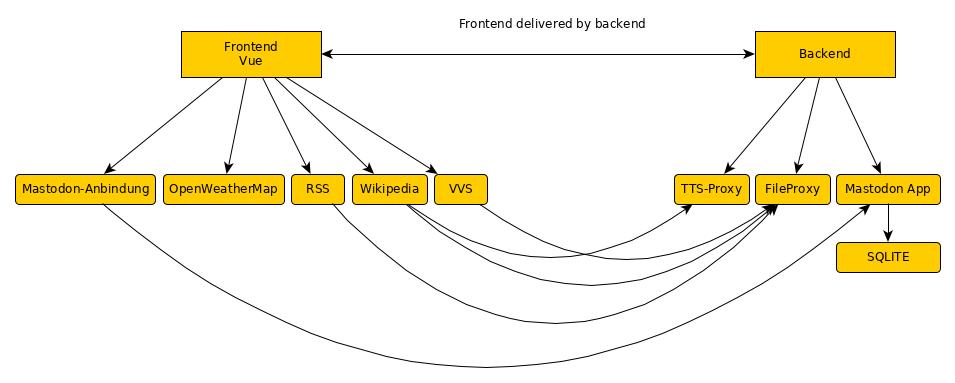 Frontend delivered by backend
Frontend
Vue
Backend
Mastodon-Anbindung
OpenWeatherMap
RSS
Wikipedia
VVS
TTS-Proxy
FileProxy
Mastodon App
SQLITE